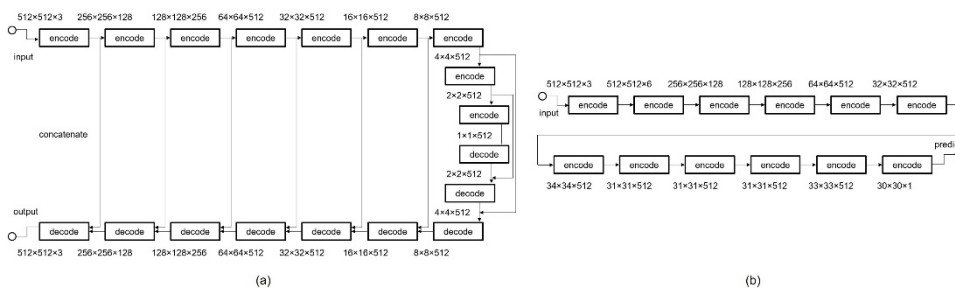 512×512×3 256×256×128 128×128×256 64×64×512 32×32×512 16×16×512 8×8×512
encode encode encode encode encode encode encode
input
4×4×512
encode
2×2×512
encode
1×1×512
decode
2×2×512
decode
4×4×512
concatenate
output
decode decode decode decode decode decode decode
512×512×3 256×256×128 128×128×256 64×64×512 32×32×512 16×16×512 8×8×512
(a)
512×512×3 512×512×6 256×256×128 128×128×256 64×64×512 32×32×512
encode encode encode encode encode encode
input
predi
encode encode encode encode encode encode
34×34×512 31×31×512 31×31×512 31×31×512 33×33×512 30×30×1
(b)